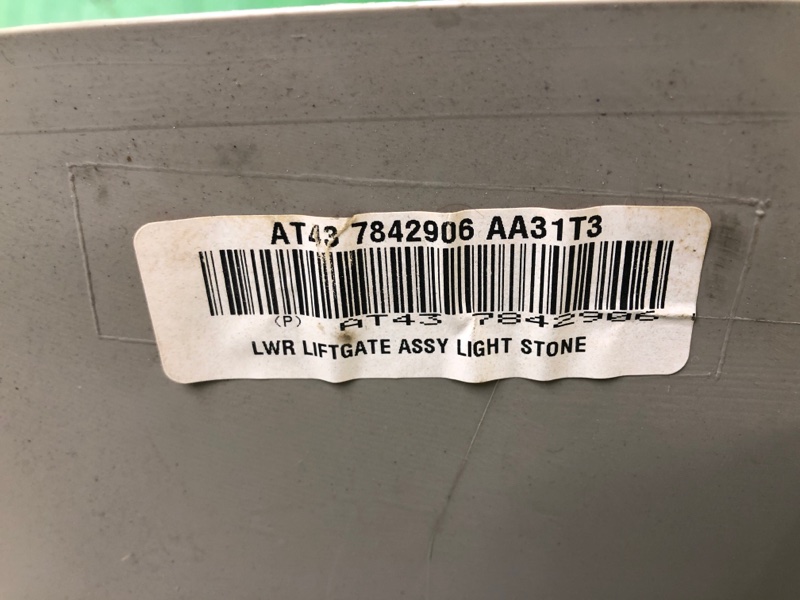 AT43 7842906 AA31T3
(P) AT43 7842906
LWR LIFTGATE ASSY LIGHT STONE